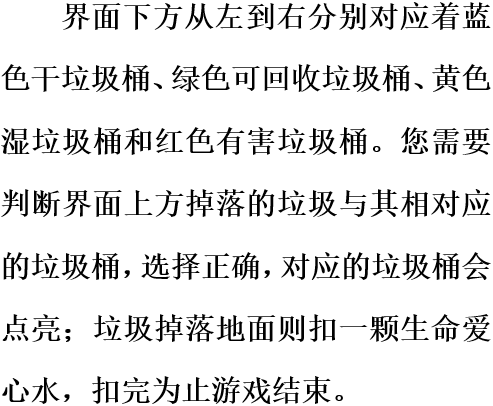 界面下方从左到右分别对应着蓝
色干垃圾桶、绿色可回收垃圾桶、黄色
湿垃圾桶和红色有害垃圾桶。您需要
判断界面上方掉落的垃圾与其相对应
的垃圾桶，选择正确，对应的垃圾桶会
点亮；垃圾掉落地面则扣一颗生命爱
心水，扣完为止游戏结束。